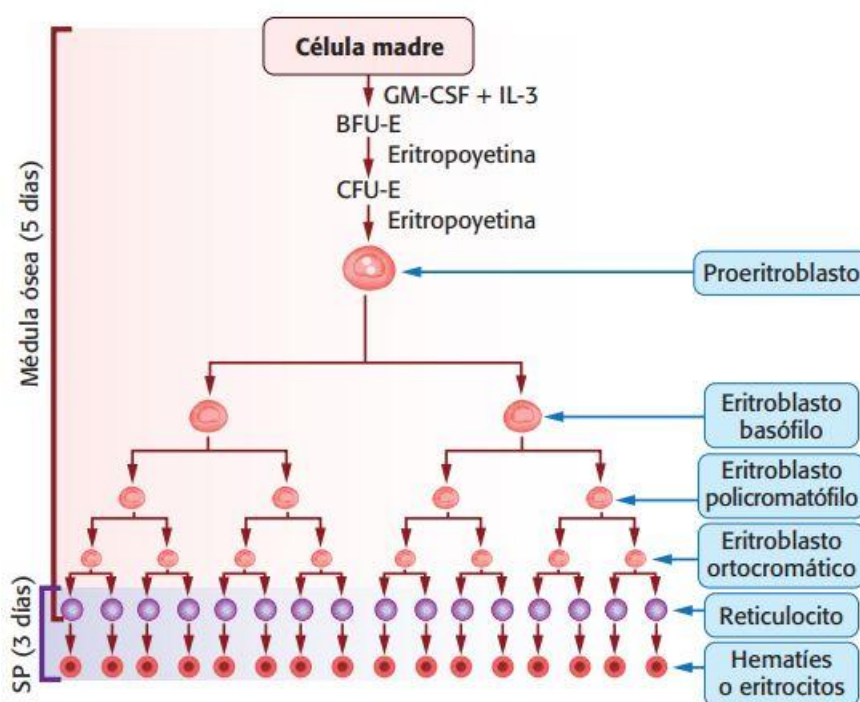 Célula madre
GM-CSF + IL-3
BFU-E
Eritropoyetina
CFU-E
Eritropoyetina
Proeritroblasto
Médula ósea (5 días)
Eritroblasto
basófilo
Eritroblasto
policromatófilo
Eritroblasto
ortocromático
SP (3 días)
Reticulocito
Hematíes
o eritrocitos